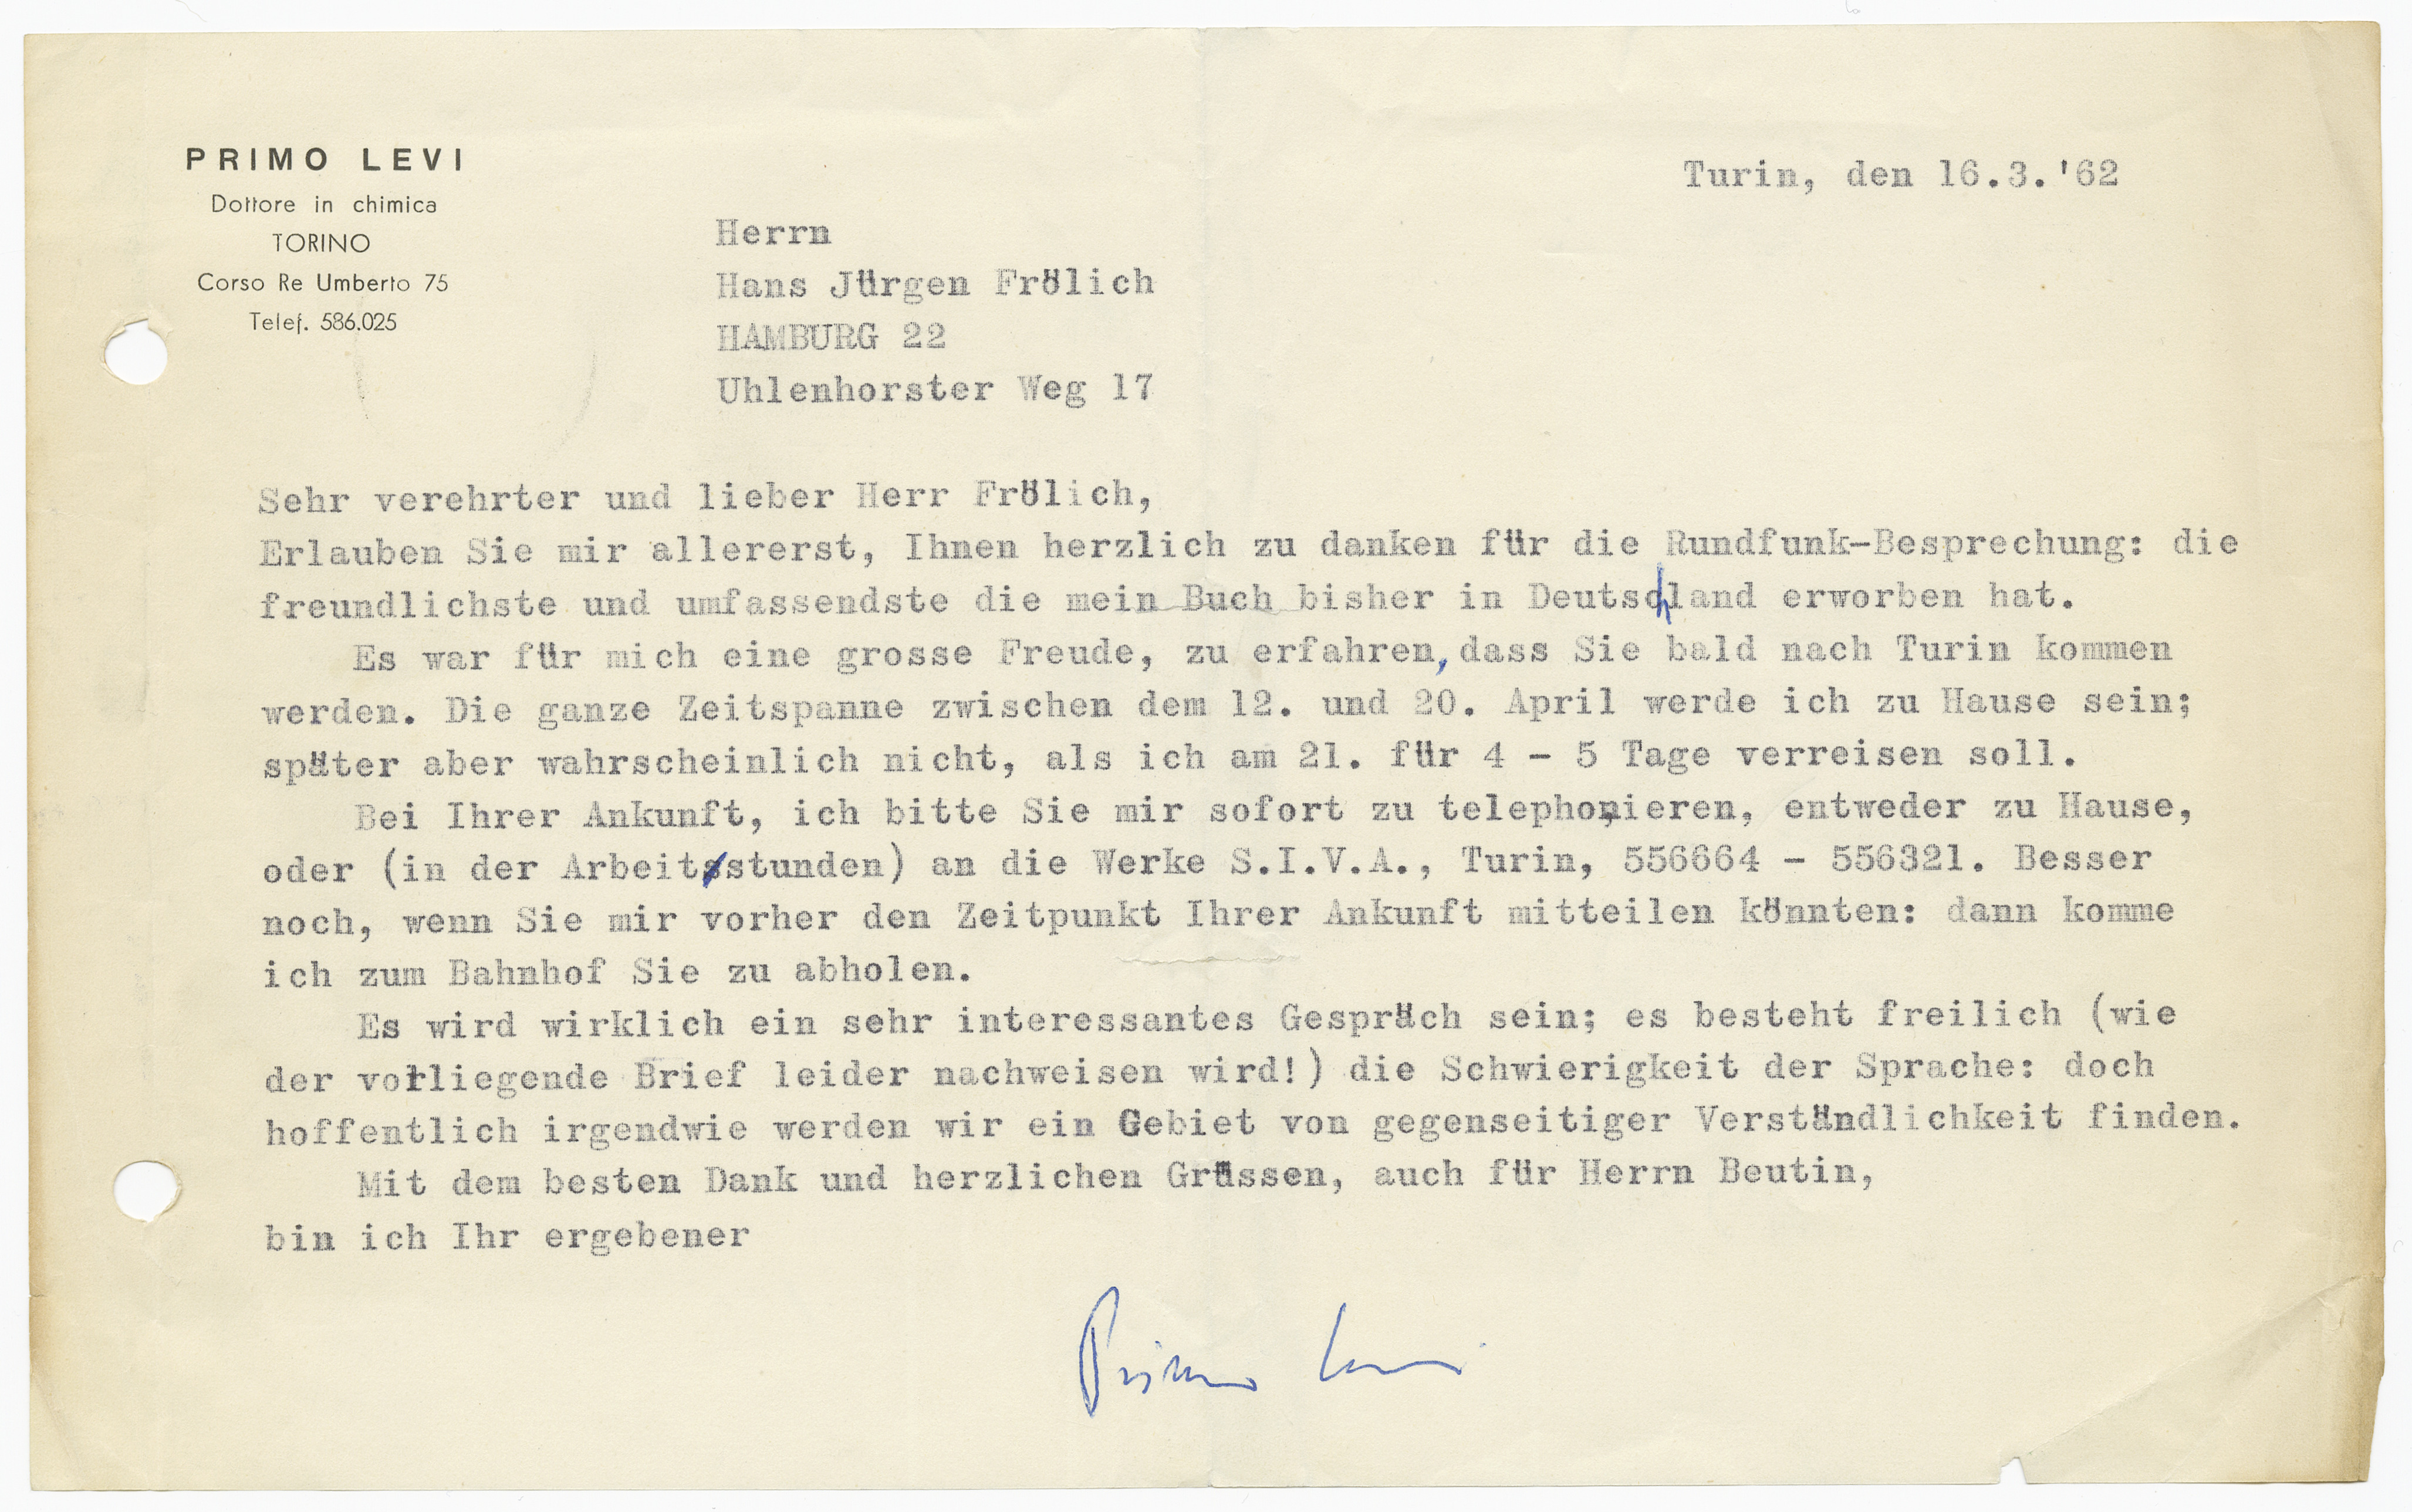 PRIMO LEVI
Dottore in chimica
TORINO
Corso Re Umberto 75
Telef. 586.025
Turin, den 16.3.'62
Herrn
Hans Jürgen Frölich
HAMBURG 22
Uhlenhorster Weg 17
Sehr verehrter und lieber Herr Frölich,
Erlauben Sie mir allererst, Ihnen herzlich zu danken für die Rundfunk-Besprechung: die
freundlichste und umfassendste die mein Buch bisher in Deutschland erworben hat.
Es war für mich eine grosse Freude, zu erfahren, dass Sie bald nach Turin kommen
werden. Die ganze Zeitspanne zwischen dem 12. und 20. April werde ich zu Hause sein;
später aber wahrscheinlich nicht, als ich am 21. für 4 - 5 Tage verreisen soll.
Bei Ihrer Ankunft, ich bitte Sie mir sofort zu telephonieren, entweder zu Hause,
oder (in der Arbeitsstunden) an die Werke S.I.V.A., Turin, 556664 - 556321. Besser
noch, wenn Sie mir vorher den Zeitpunkt Ihrer Ankunft mitteilen könnten: dann komme
ich zum Bahnhof Sie zu abholen.
Es wird wirklich ein sehr interessantes Gespräch sein; es besteht freilich (wie
der vorliegende Brief leider nachweisen wird!) die Schwierigkeit der Sprache: doch
hoffentlich irgendwie werden wir ein Gebiet von gegenseitiger Verständlichkeit finden.
Mit dem besten Dank und herzlichen Grüssen, auch für Herrn Beutin,
bin ich Ihr ergebener
Primo Levi